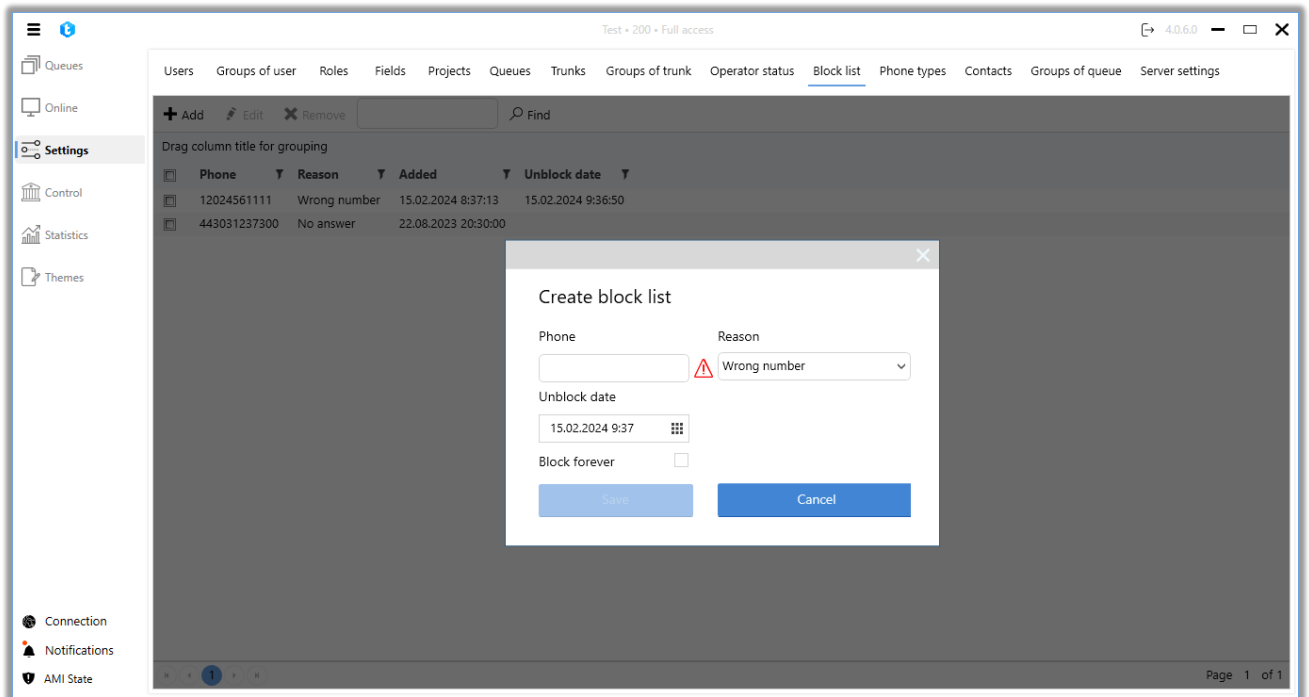 Test • 200 • Full access
4.0.6.0
Queues
Online
Settings
Control
Statistics
Themes
Connection
Notifications
AMI State
Users Groups of user Roles Fields Projects Queues Trunks Groups of trunk Operator status Block list Phone types Contacts Groups of queue Server settings
Add Edit Remove Find
Drag column title for grouping
Phone Reason Added Unblock date
12024561111 Wrong number 15.02.2024 8:37:13 15.02.2024 9:36:50
443031237300 No answer 22.08.2023 20:30:00
Create block list
Phone Reason
Wrong number
Unblock date
15.02.2024 9:37
Block forever
Save Cancel
1
Page 1 of 1